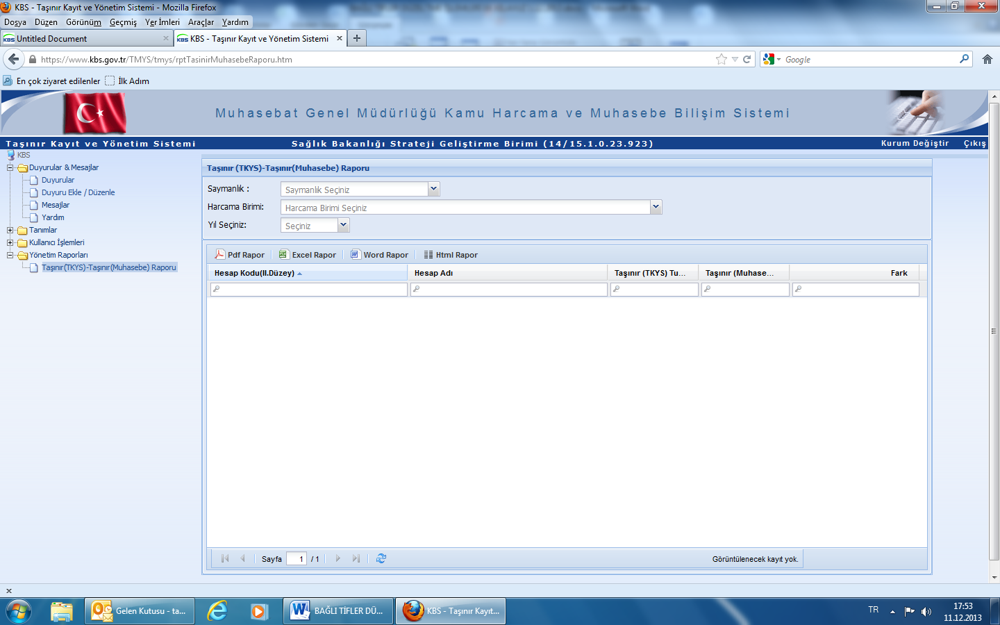 KBS - Taşınır Kayıt ve Yönetim Sistemi - Mozilla Firefox
Dosya Düzen Görünüm Geçmiş Yer İmleri Araçlar Yardım
KBS Untitled Document
KBS KBS - Taşınır Kayıt ve Yönetim Sistemi
https://www.kbs.gov.tr/TMYS/tmys/rptTasinirMuhasebeRaporu.htm
Google
En çok ziyaret edilenler İlk Adım
Muhasebat Genel Müdürlüğü Kamu Harcama ve Muhasebe Bilişim Sistemi
Taşınır Kayıt ve Yönetim Sistemi Sağlık Bakanlığı Strateji Geliştirme Birimi (14/15.1.0.23.923) Kurum Değiştir Çıkış
KBS
Duyurular & Mesajlar
Duyurular
Duyuru Ekle / Düzenle
Mesajlar
Yardım
Tanımlar
Kullanıcı İşlemleri
Yönetim Raporları
Taşınır(TKYS)-Taşınır(Muhasebe) Raporu
Taşınır (TKYS)-Taşınır(Muhasebe) Raporu
Saymanlık : Saymanlık Seçiniz
Harcama Birimi: Harcama Birimi Seçiniz
Yıl Seçiniz: Seçiniz
Pdf Rapor Excel Rapor Word Rapor Html Rapor
Hesap Kodu(II.Düzey) Hesap Adı Taşınır (TKYS) Tu... Taşınır (Muhase... Fark
Sayfa 1 / 1 Görüntülenecek kayıt yok.
x
Gelen Kutusu - ta... BAĞLI TİFLER DÜ... KBS - Taşınır Kayıt... TR 17:53
11.12.2013